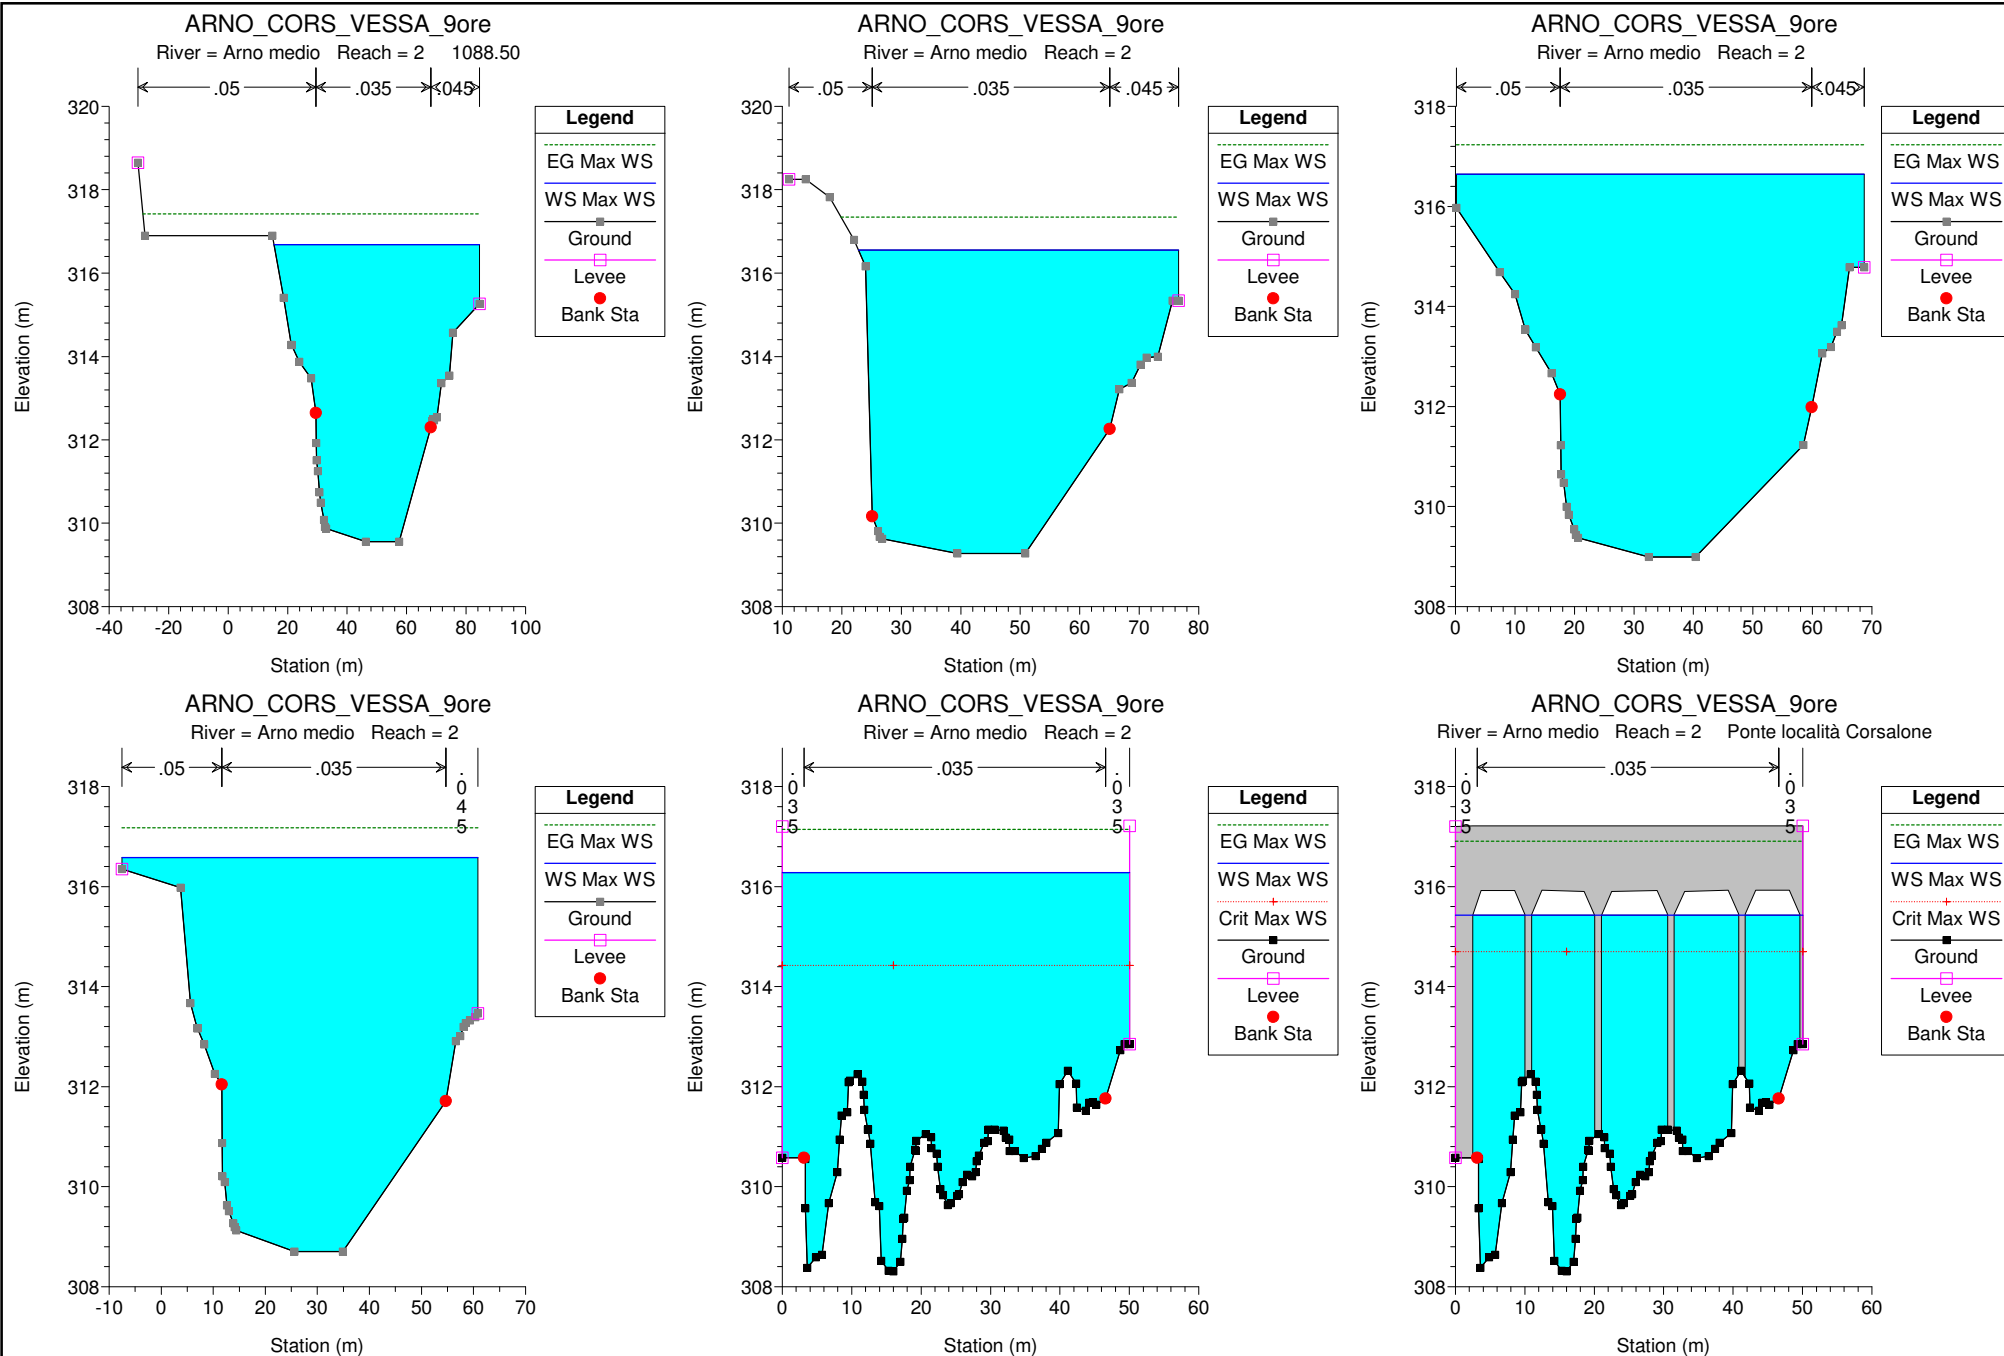 ARNO_CORS_VESSA_9ore
River = Arno medio Reach = 2 1088.50
.05 .035 .045
320
318
316
314
312
310
308
-40 -20 0 20 40 60 80 100
Station (m)
Elevation (m)
Legend
EG Max WS
WS Max WS
Ground
Levee
Bank Sta
ARNO_CORS_VESSA_9ore
River = Arno medio Reach = 2
.05 .035 .045
320
318
316
314
312
310
308
10 20 30 40 50 60 70 80
Station (m)
Elevation (m)
Legend
EG Max WS
WS Max WS
Ground
Levee
Bank Sta
ARNO_CORS_VESSA_9ore
River = Arno medio Reach = 2
.05 .035 .045
318
316
314
312
310
308
0 10 20 30 40 50 60 70
Station (m)
Elevation (m)
Legend
EG Max WS
WS Max WS
Ground
Levee
Bank Sta
ARNO_CORS_VESSA_9ore
River = Arno medio Reach = 2
.05 .035 .045
318
316
314
312
310
308
-10 0 10 20 30 40 50 60 70
Station (m)
Elevation (m)
Legend
EG Max WS
WS Max WS
Ground
Levee
Bank Sta
ARNO_CORS_VESSA_9ore
River = Arno medio Reach = 2
.035 .035 .035
318
316
314
312
310
308
0 10 20 30 40 50 60
Station (m)
Elevation (m)
Legend
EG Max WS
WS Max WS
Crit Max WS
Ground
Levee
Bank Sta
ARNO_CORS_VESSA_9ore
River = Arno medio Reach = 2 Ponte località Corsalone
.035 .035 .035
318
316
314
312
310
308
0 10 20 30 40 50 60
Station (m)
Elevation (m)
Legend
EG Max WS
WS Max WS
Crit Max WS
Ground
Levee
Bank Sta